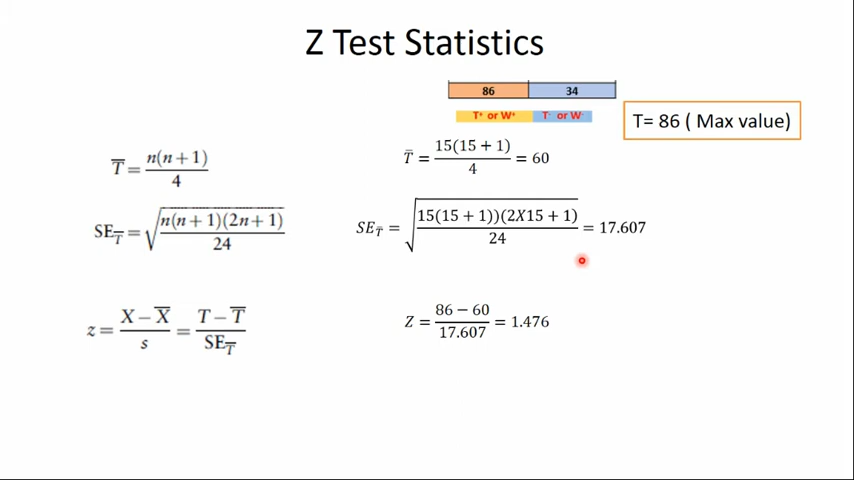 Z Test Statistics
86 34
T⁺ or W⁺ T⁻ or W⁻
T= 86 ( Max value)
T̅ = n(n+1)/4
T̅ = 15(15 + 1)/4 = 60
SE_T̅ = √(n(n+1)(2n+1)/24)
SE_T̅ = √(15(15 + 1))(2X15 + 1)/24 = 17.607
z = X − X̅/s = T − T̅/SE_T̅
Z = 86 − 60/17.607 = 1.476